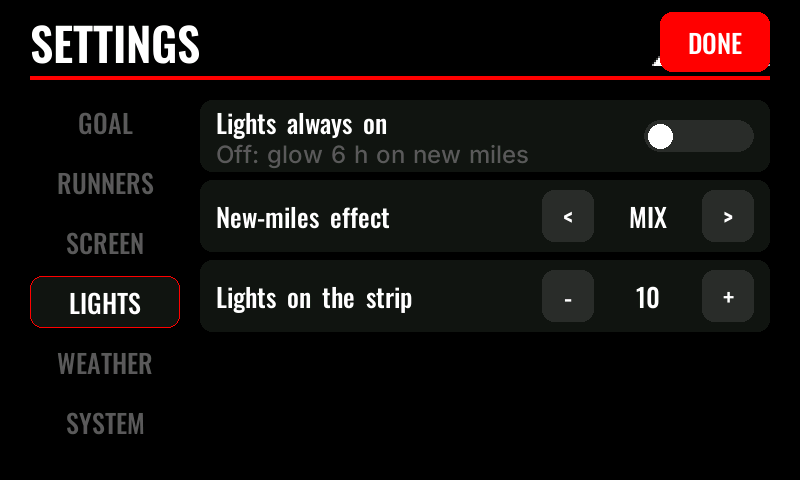 SETTINGS
DONE
GOAL
RUNNERS
SCREEN
LIGHTS
WEATHER
SYSTEM
Lights always on
Off: glow 6 h on new miles
New-miles effect
< MIX >
Lights on the strip
- 10 +